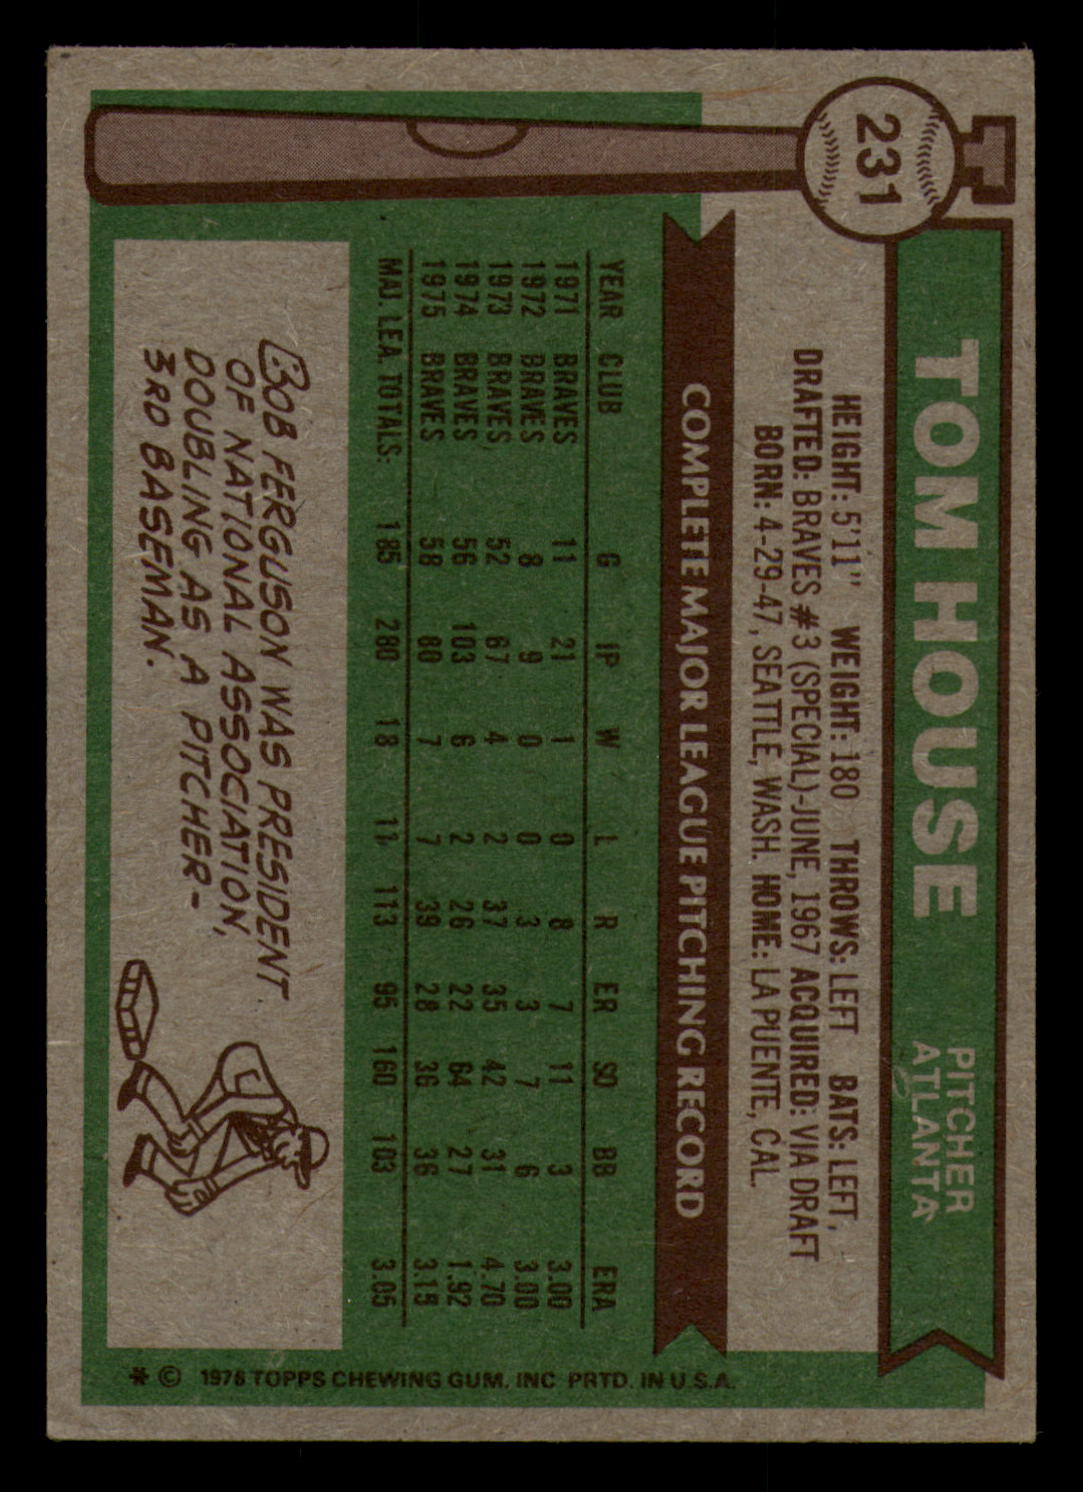 231
TOM HOUSE
PITCHER
ATLANTA
HEIGHT: 5'11" WEIGHT: 180 THROWS: LEFT BATS: LEFT,
DRAFTED: BRAVES #3 (SPECIAL)-JUNE, 1967 ACQUIRED: VIA DRAFT
BORN: 4-29-47, SEATTLE, WASH. HOME: LA PUENTE, CAL.
COMPLETE MAJOR LEAGUE PITCHING RECORD
YEAR CLUB G IP W L R ER SO BB ERA
1971 BRAVES 11 21 1 0 8 7 11 3 3.00
1972 BRAVES 8 9 0 0 3 3 7 6 3.00
1973 BRAVES 52 67 4 2 37 35 42 31 4.70
1974 BRAVES 56 103 6 2 26 22 64 27 1.92
1975 BRAVES 58 80 7 7 39 28 36 36 3.15
MAJ. LEA. TOTALS: 185 280 18 11 113 95 160 103 3.05
BOB FERGUSON WAS PRESIDENT
OF NATIONAL ASSOCIATION,
DOUBLING AS A PITCHER-
3RD BASEMAN.
* © 1976 TOPPS CHEWING GUM, INC PRTD. IN U.S.A.